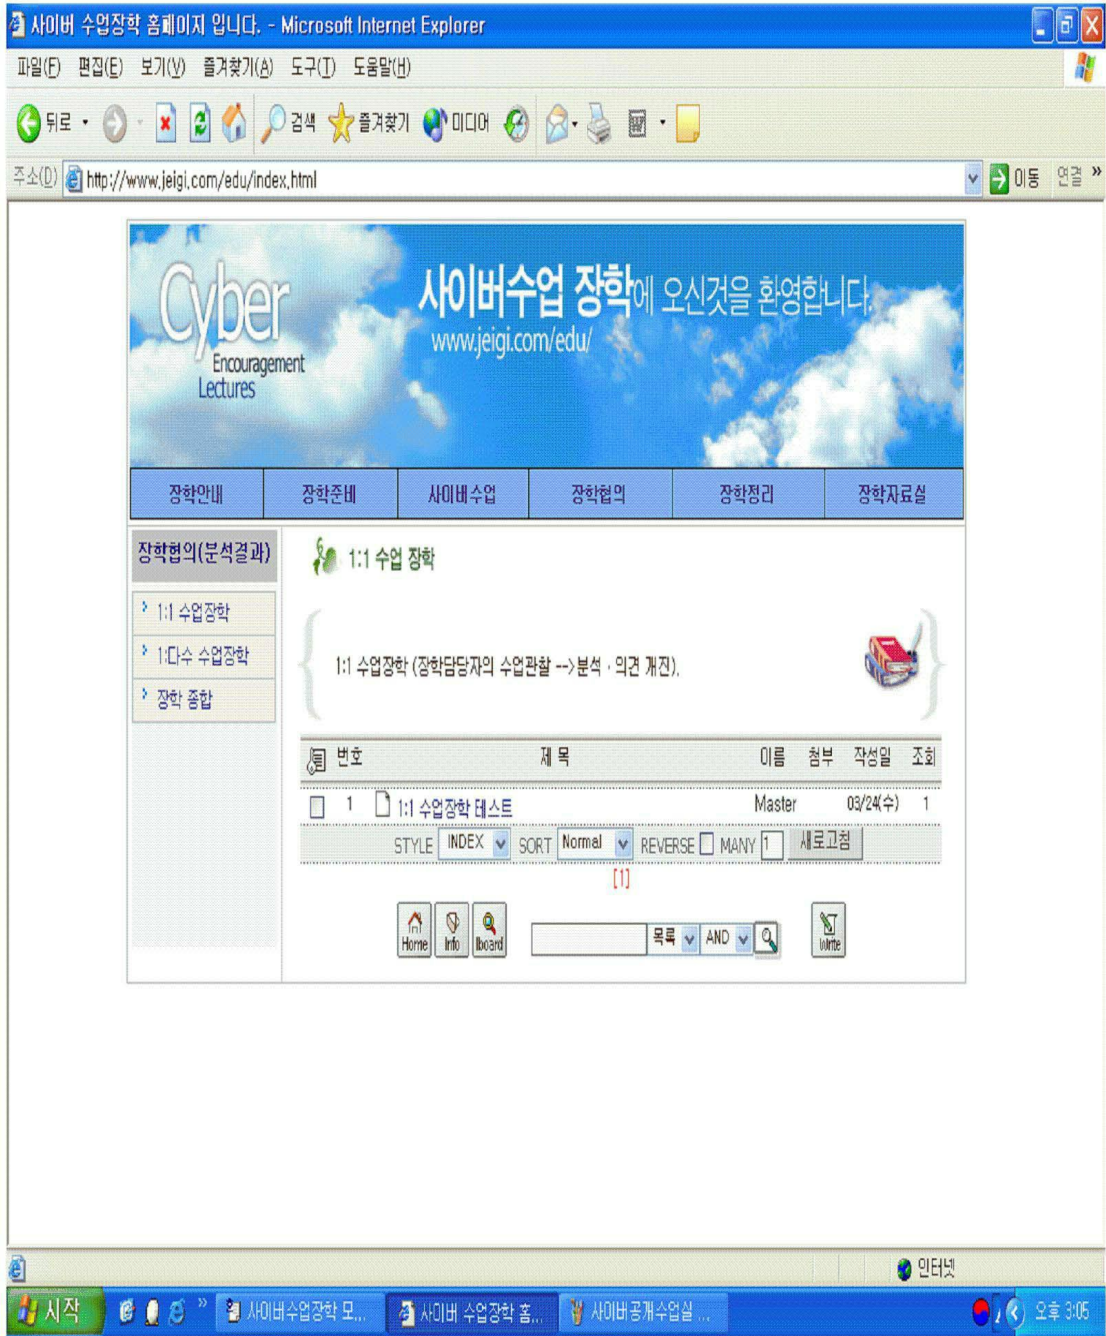 사이버 수업장학 홈페이지 입니다. - Microsoft Internet Explorer
파일(F) 편집(E) 보기(V) 즐겨찾기(A) 도구(T) 도움말(H)
뒤로 검색 즐겨찾기 미디어
주소(D) http://www.jeigi.com/edu/index.html 이동 연결 »
Cyber
Encouragement
Lectures
사이버수업 장학에 오신것을 환영합니다.
www.jeigi.com/edu/
장학안내 장학준비 사이버수업 장학협의 장학정리 장학자료실
장학협의(분석결과)
1:1 수업장학
1:다수 수업장학
장학 종합
1:1 수업 장학
1:1 수업장학 (장학담당자의 수업관찰 -->분석 · 의견 개진).
번호 제 목 이름 첨부 작성일 조회
1 1:1 수업장학 테스트 Master 03/24(수) 1
STYLE INDEX SORT Normal REVERSE MANY 1 새로고침
[1]
Home Info Iboard 목록 AND Write
인터넷
시작 » 사이버수업장학 모... 사이버 수업장학 홈... 사이버공개수업실 ... 오후 3:05